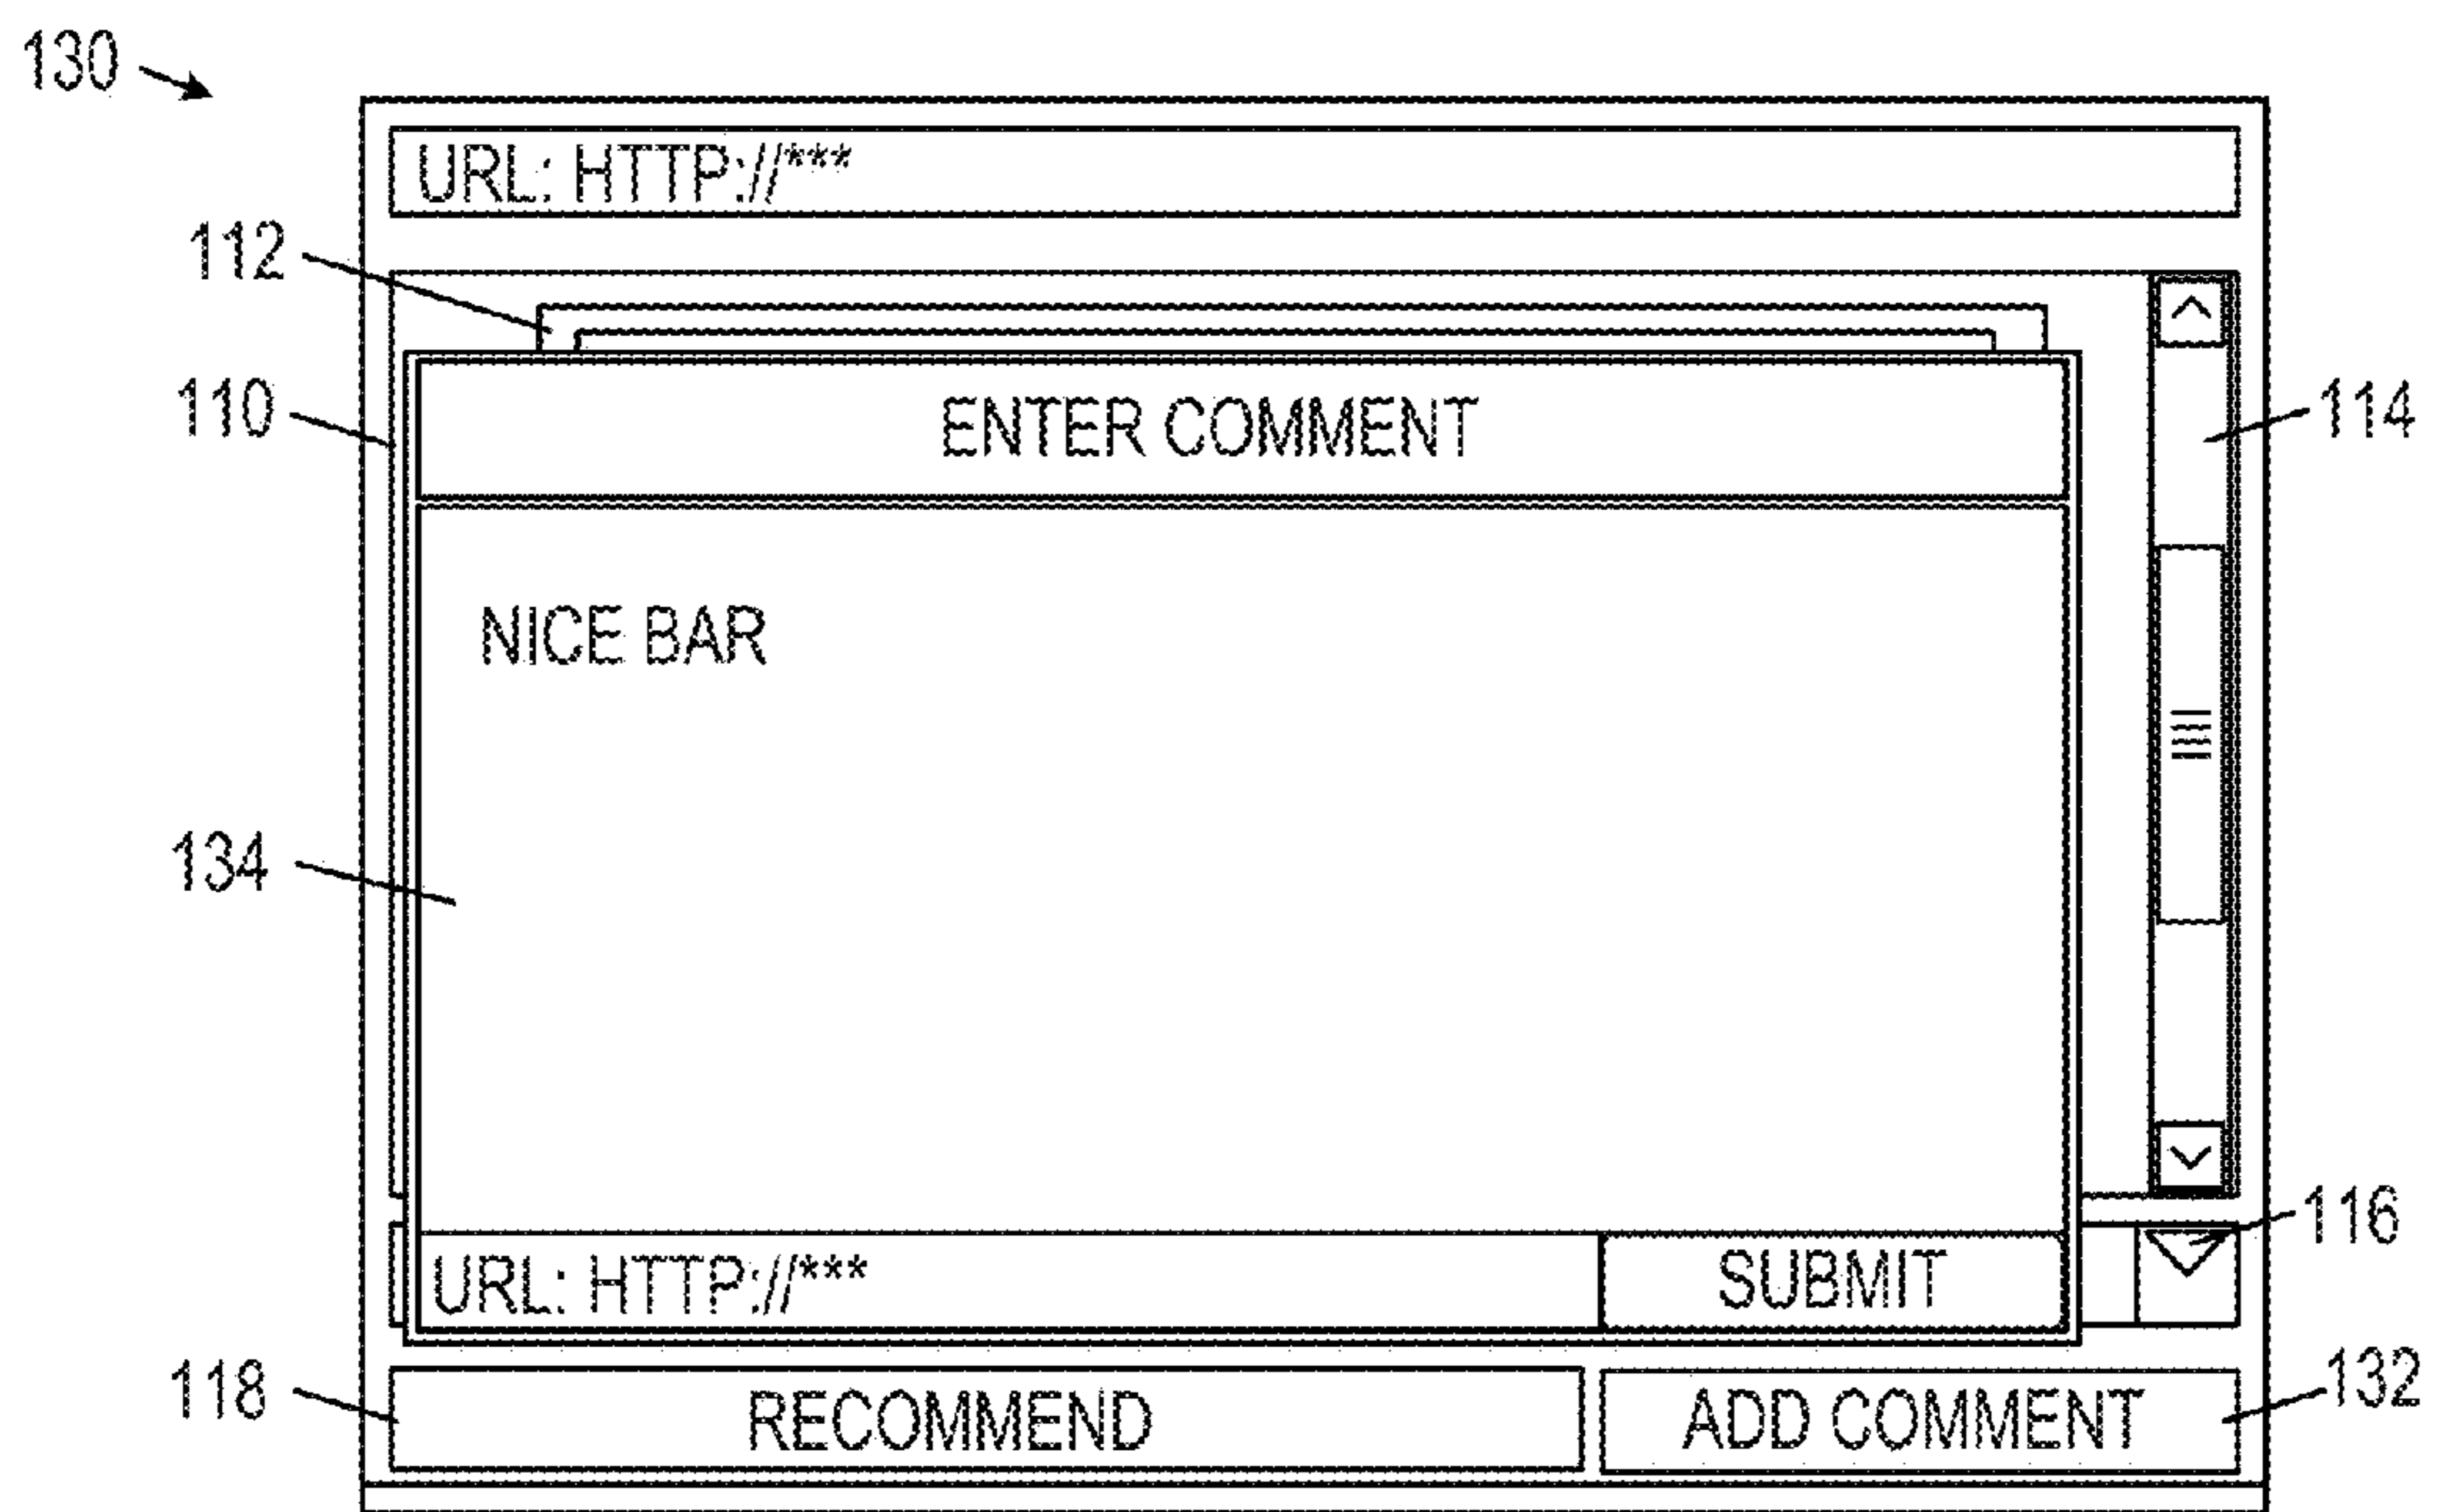 130
URL: HTTP://***
112
110
ENTER COMMENT
114
NICE BAR
134
116
URL: HTTP://***
SUBMIT
118
RECOMMEND
ADD COMMENT
132